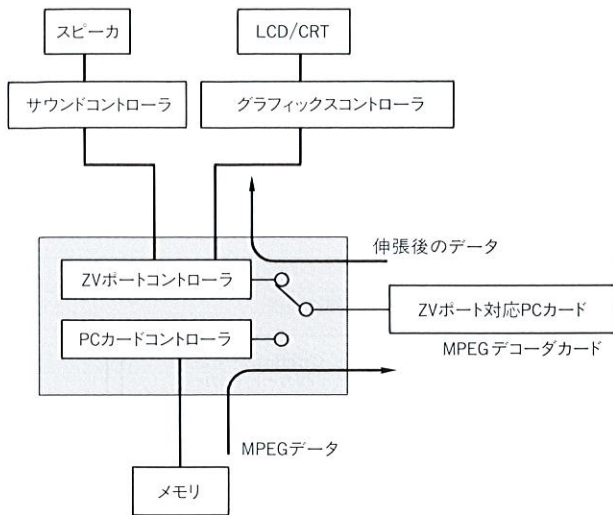 スピーカ
LCD/CRT
サウンドコントローラ
グラフィックスコントローラ
伸張後のデータ
ZVポートコントローラ
ZVポート対応PCカード
PCカードコントローラ
MPEGデコーダカード
MPEGデータ
メモリ